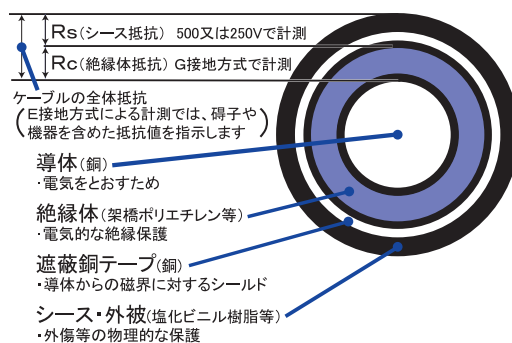 Rs(シース抵抗) 500又は250Vで計測
Rc(絶縁体抵抗) G接地方式で計測
ケーブルの全体抵抗
(E接地方式による計測では、碍子や
機器を含めた抵抗値を指示します)
導体(銅)
・電気をとおすため
絶縁体(架橋ポリエチレン等)
・電気的な絶縁保護
遮蔽銅テープ(銅)
・導体からの磁界に対するシールド
シース・外被(塩化ビニル樹脂等)
・外傷等の物理的な保護